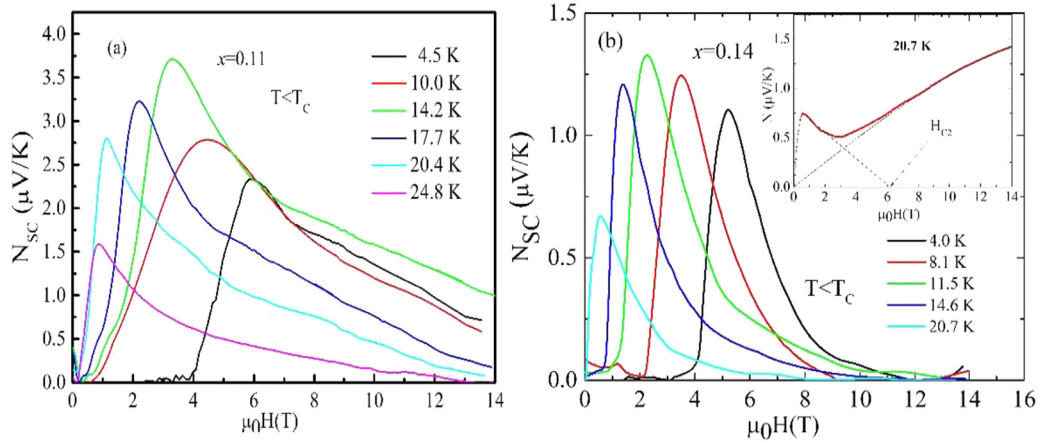 (a)
x=0.11
T<T_C
4.5 K
10.0 K
14.2 K
17.7 K
20.4 K
24.8 K
N_SC (μV/K)
4.0
3.5
3.0
2.5
2.0
1.5
1.0
0.5
0.0
0 2 4 6 8 10 12 14
μ₀H(T)
(b)
x=0.14
N_SC (μV/K)
1.5
1.0
0.5
0.0
20.7 K
N (μV/K)
1.5
1.0
0.5
0.0
H_C2
0 2 4 6 8 10 12 14
μ₀H(T)
T<T_C
4.0 K
8.1 K
11.5 K
14.6 K
20.7 K
0 2 4 6 8 10 12 14 16
μ₀H(T)